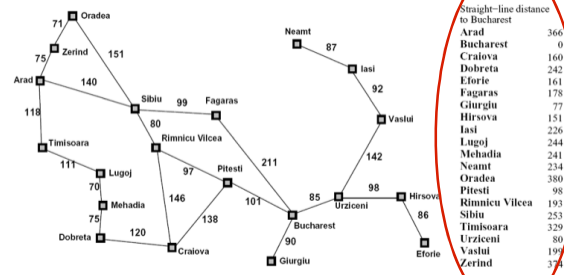 Oradea
71
Neamt
Zerind
87
151
75
Iasi
Arad
140
92
Sibiu
99
Fagaras
118
80
Vaslui
Timisoara
Rimnicu Vilcea
111
211
142
Lugoj
97
Pitesti
70
98
Hirsova
85
Mehadia
146
101
Urziceni
75
138
86
Bucharest
120
Dobreta
90
Craiova
Eforie
Giurgiu
Straight-line distance
to Bucharest
Arad 366
Bucharest 0
Craiova 160
Dobreta 242
Eforie 161
Fagaras 178
Giurgiu 77
Hirsova 151
Iasi 226
Lugoj 244
Mehadia 241
Neamt 234
Oradea 380
Pitesti 98
Rimnicu Vilcea 193
Sibiu 253
Timisoara 329
Urziceni 80
Vaslui 199
Zerind 374